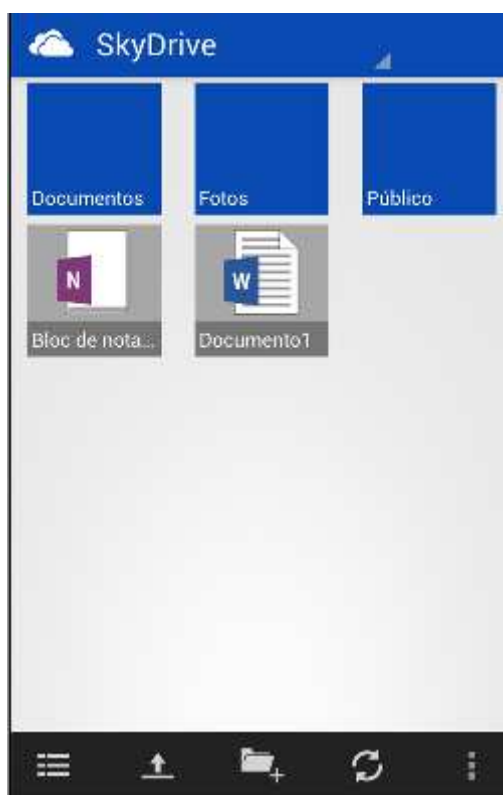 SkyDrive
Documentos
Fotos
Público
N
W
Bloc de nota...
Documento1